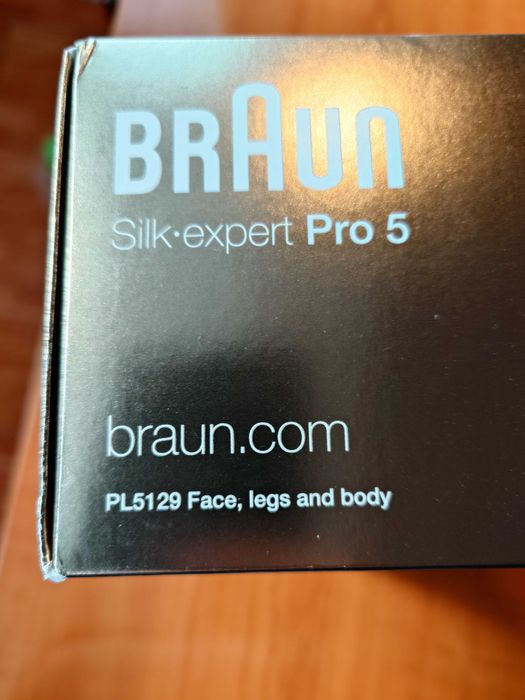 BRAUN
Silk·expert Pro 5
braun.com
PL5129 Face, legs and body